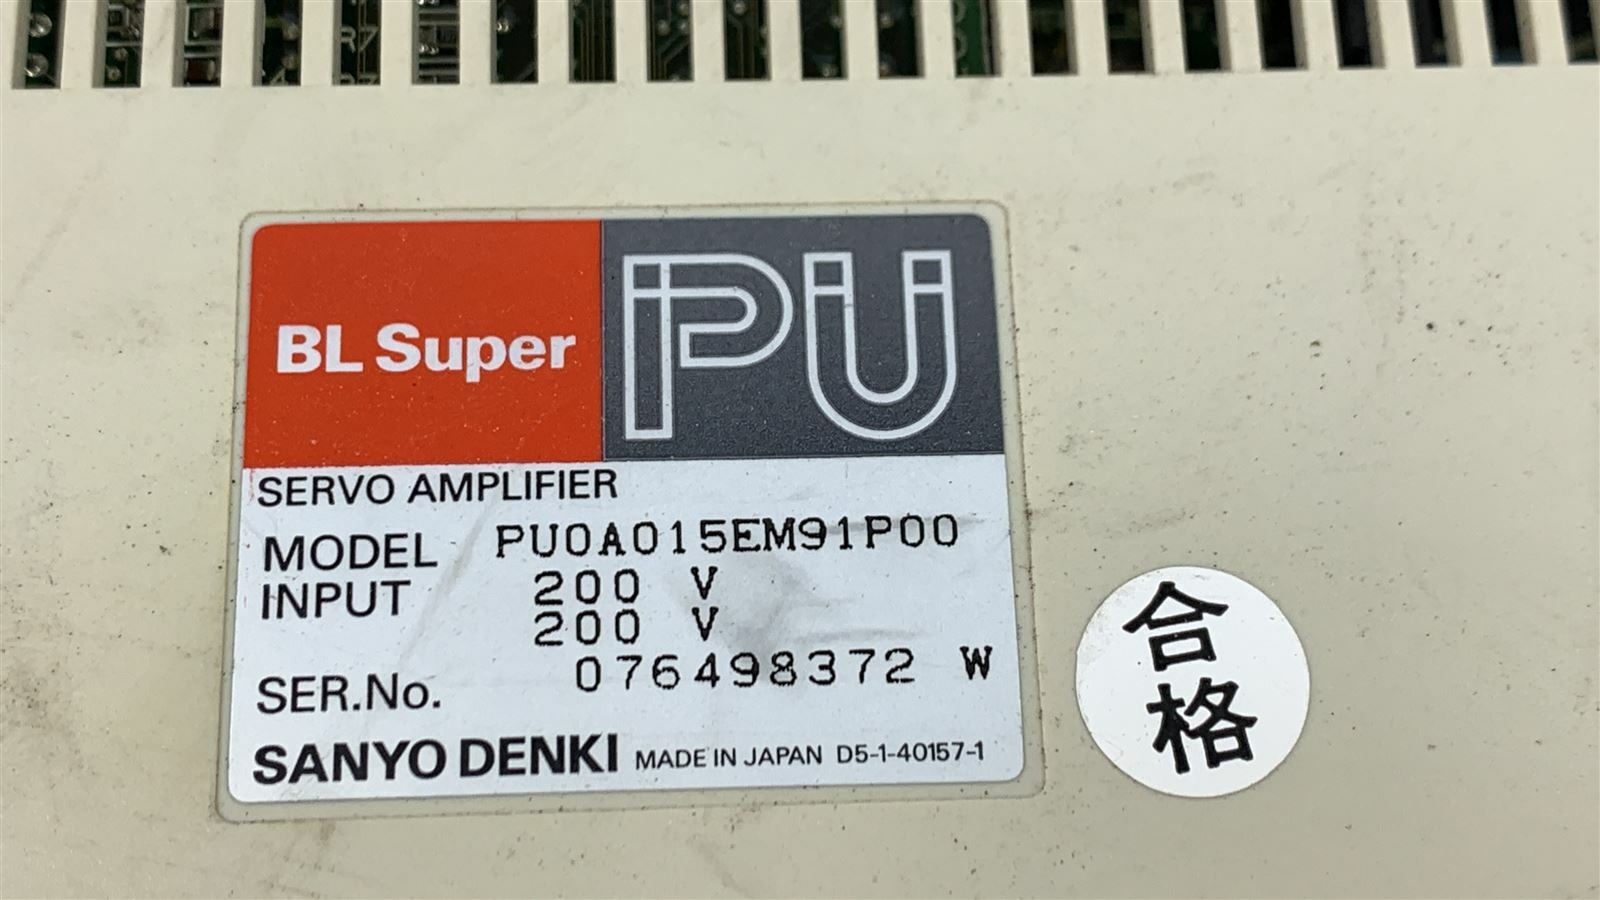 BL Super
PU
SERVO AMPLIFIER
MODEL PU0A015EM91P00
INPUT 200 V
200 V
SER.No. 076498372 W
SANYO DENKI MADE IN JAPAN D5-1-40157-1
合格